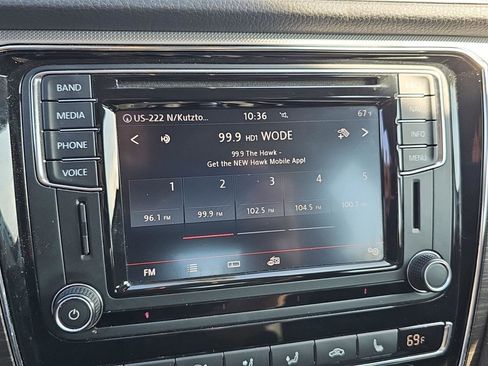 BAND
MEDIA
PHONE
VOICE
INFO
MENU
US-222 N/Kutzto... 10:36 67°F
< 99.9 HD1 WODE >
99.9 The Hawk -
Get the NEW Hawk Mobile App!
1 2 3 4 5
96.1 FM 99.9 FM 102.5 FM 104.5 FM
FM
69°F